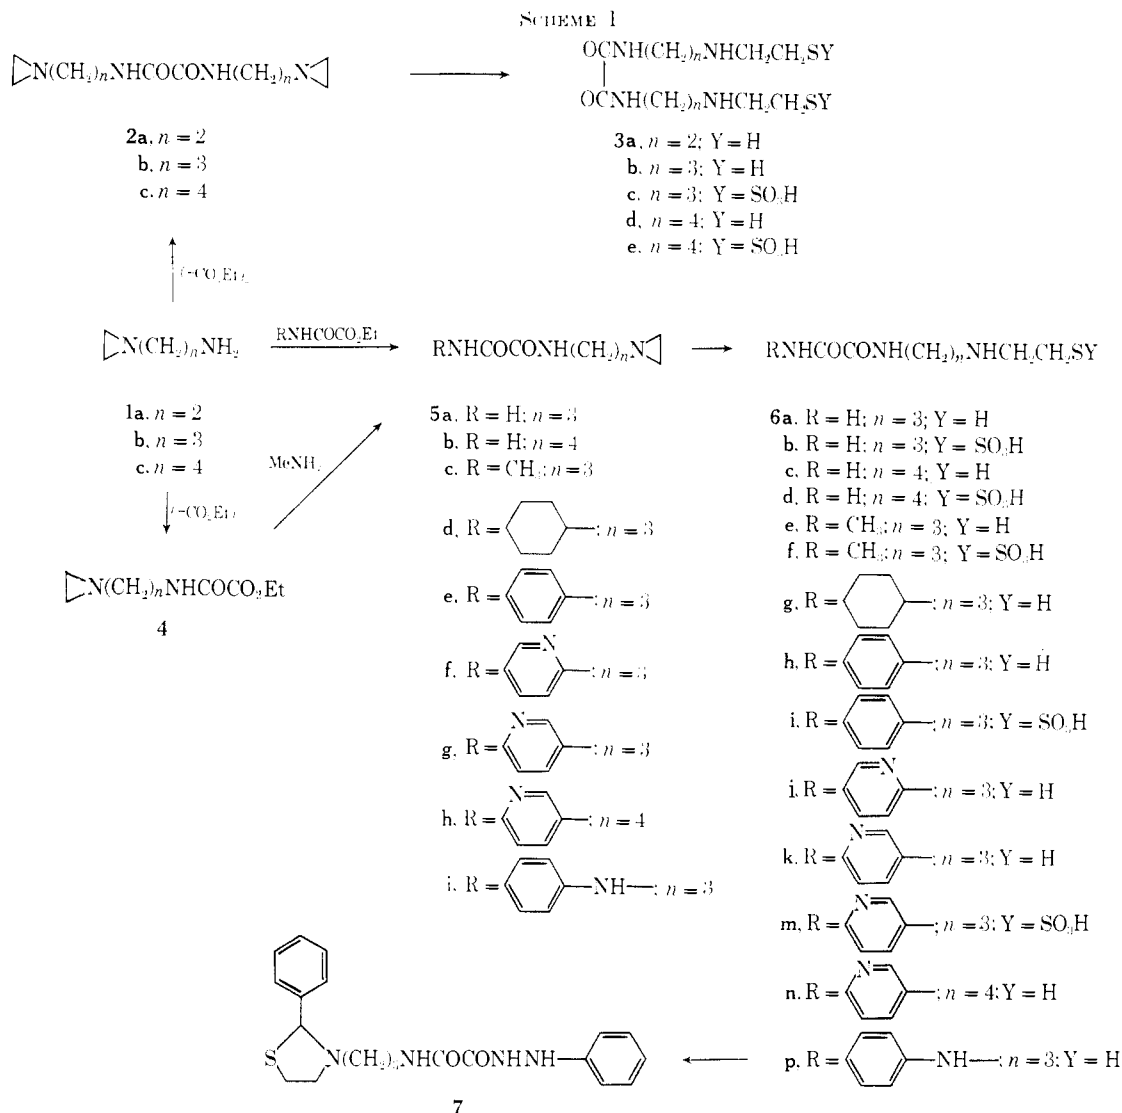 SCHEME I
N(CH₂)ₙNHCOCONH(CH₂)ₙN
OCNH(CH₂)ₙNHCH₂CH₂SY
OCNH(CH₂)ₙNHCH₂CH₂SY
2a, n = 2
b, n = 3
c, n = 4
3a, n = 2; Y = H
b, n = 3; Y = H
c, n = 3; Y = SO₃H
d, n = 4; Y = H
e, n = 4; Y = SO₃H
(-CO₂Et)₂
N(CH₂)ₙNH₂
RNHCOCO₂Et
RNHCOCONH(CH₂)ₙN
RNHCOCONH(CH₂)ₙNHCH₂CH₂SY
1a, n = 2
b, n = 3
c, n = 4
MeNH₂
(-CO₂Et)₂
N(CH₂)ₙNHCOCO₂Et
4
5a, R = H; n = 3
b, R = H; n = 4
c, R = CH₃; n = 3
d, R = ; n = 3
e, R = ; n = 3
f, R = N ; n = 3
g, R = N ; n = 3
h, R = N ; n = 4
i, R = NH ; n = 3
6a, R = H; n = 3; Y = H
b, R = H; n = 3; Y = SO₃H
c, R = H; n = 4; Y = H
d, R = H; n = 4; Y = SO₃H
e, R = CH₃; n = 3; Y = H
f, R = CH₃; n = 3; Y = SO₃H
g, R = ; n = 3; Y = H
h, R = ; n = 3; Y = H
i, R = ; n = 3; Y = SO₃H
j, R = N ; n = 3; Y = H
k, R = N ; n = 3; Y = H
m, R = N ; n = 3; Y = SO₃H
n, R = N ; n = 4; Y = H
p, R = NH ; n = 3; Y = H
S N(CH₂)₃NHCOCONHNH
7